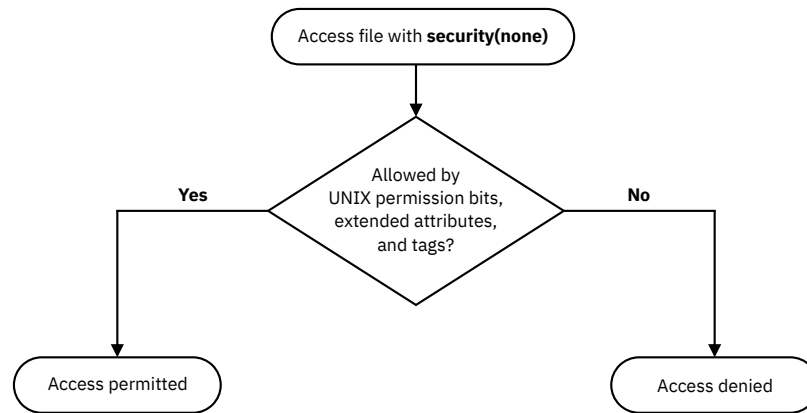 Access file with security(none)
Allowed by
UNIX permission bits,
extended attributes,
and tags?
Yes
No
Access permitted
Access denied